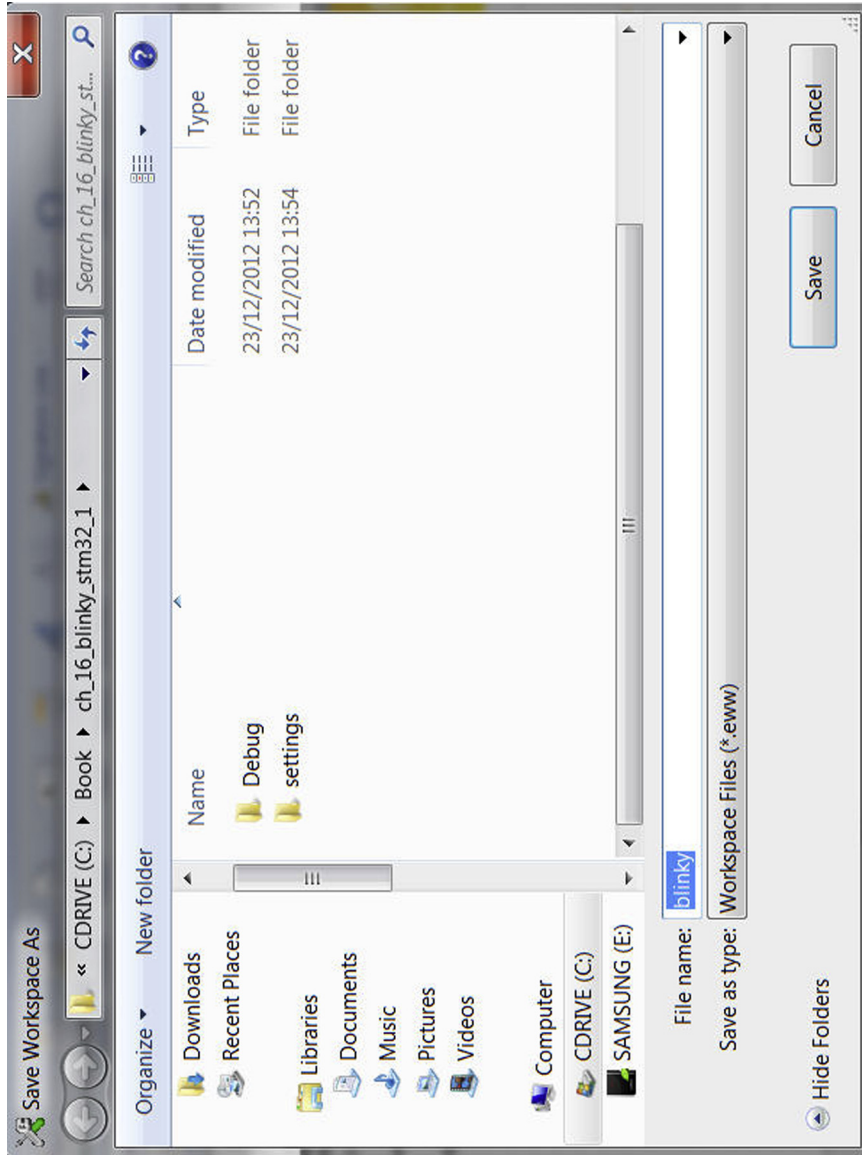 Save Workspace As
« CDRIVE (C:) ▸ Book ▸ ch_16_blinky_stm32_1 ▸ Search ch_16_blinky_st...
Organize ▾ New folder
Downloads
Recent Places
Libraries
Documents
Music
Pictures
Videos
Computer
CDRIVE (C:)
SAMSUNG (E:)
Name Date modified Type
Debug 23/12/2012 13:52 File folder
settings 23/12/2012 13:54 File folder
File name: blinky
Save as type: Workspace Files (*.eww)
Hide Folders Save Cancel